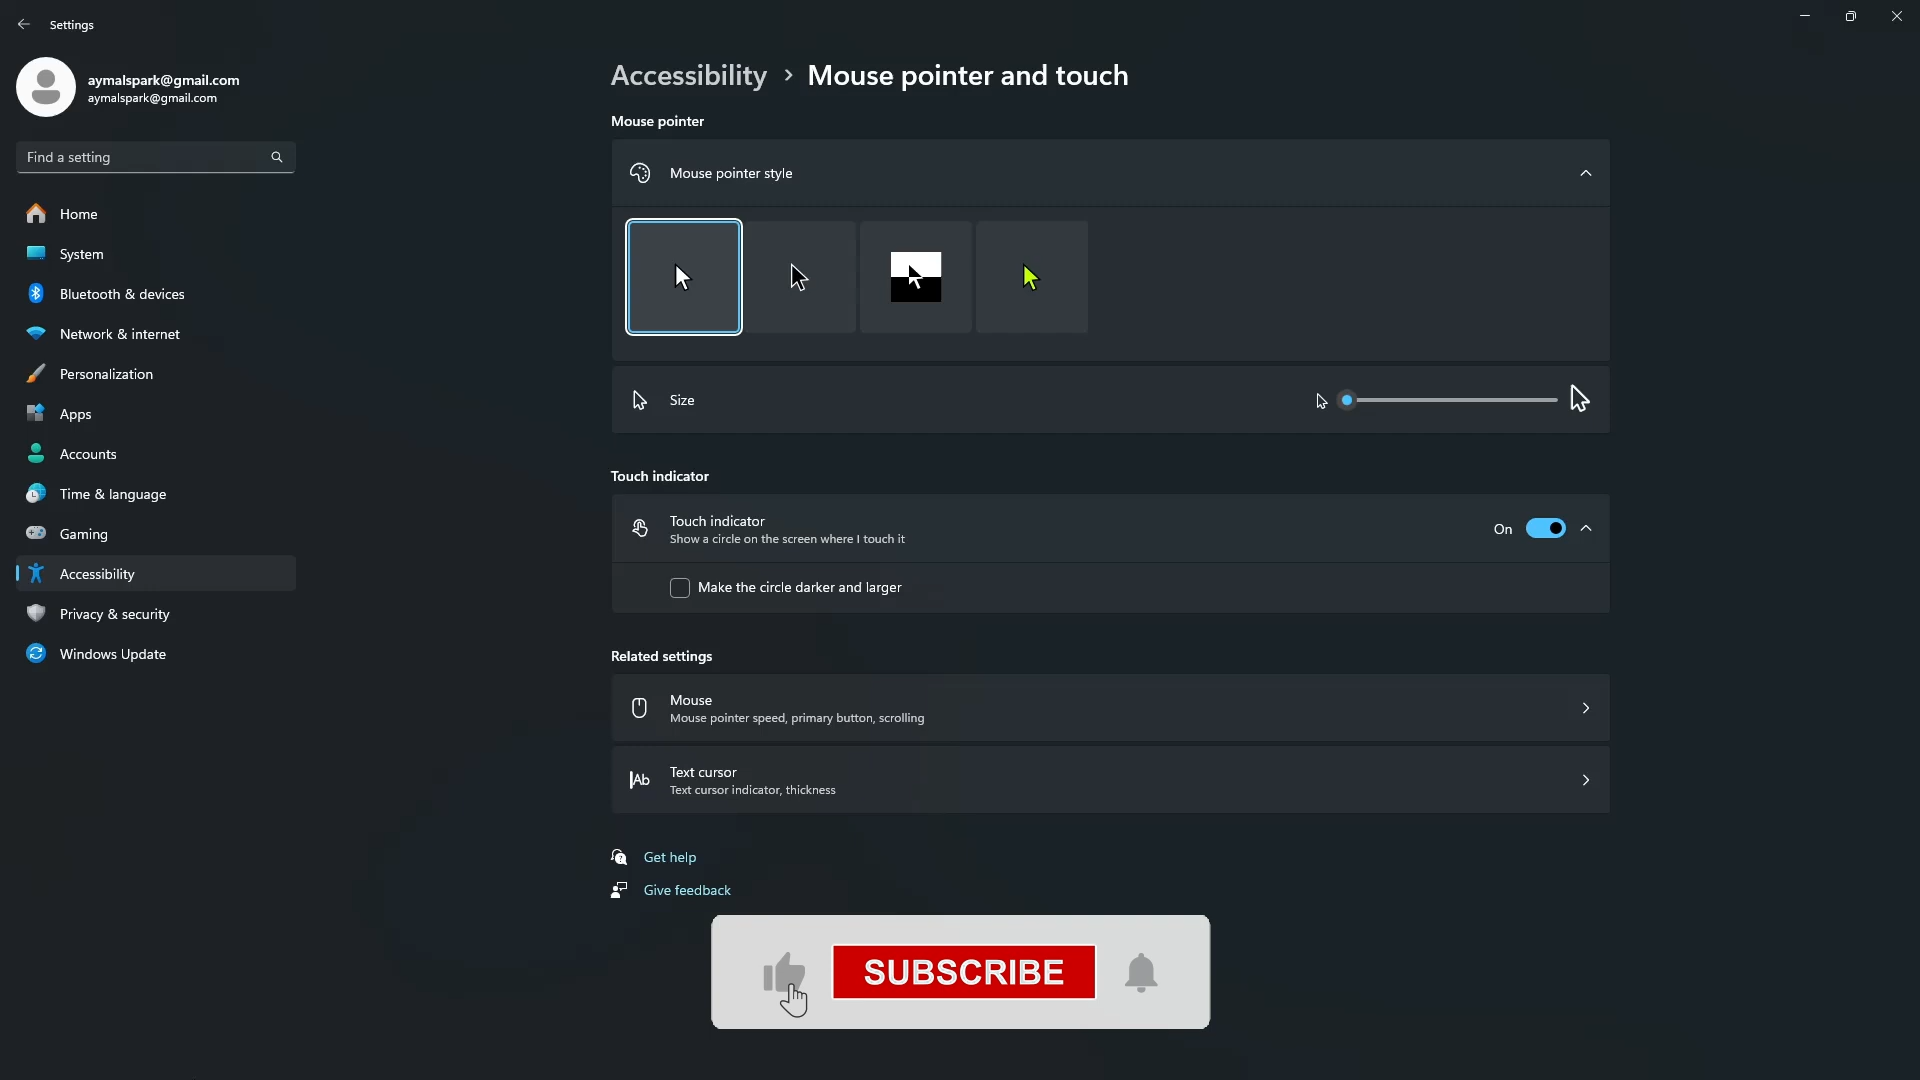 Settings
aymalspark@gmail.com
aymalspark@gmail.com
Find a setting
Home
System
Bluetooth & devices
Network & internet
Personalization
Apps
Accounts
Time & language
Gaming
Accessibility
Privacy & security
Windows Update
Accessibility > Mouse pointer and touch
Mouse pointer
Mouse pointer style
Size
Touch indicator
Touch indicator
Show a circle on the screen where I touch it
On
Make the circle darker and larger
Related settings
Mouse
Mouse pointer speed, primary button, scrolling
Ab
Text cursor
Text cursor indicator, thickness
Get help
Give feedback
SUBSCRIBE